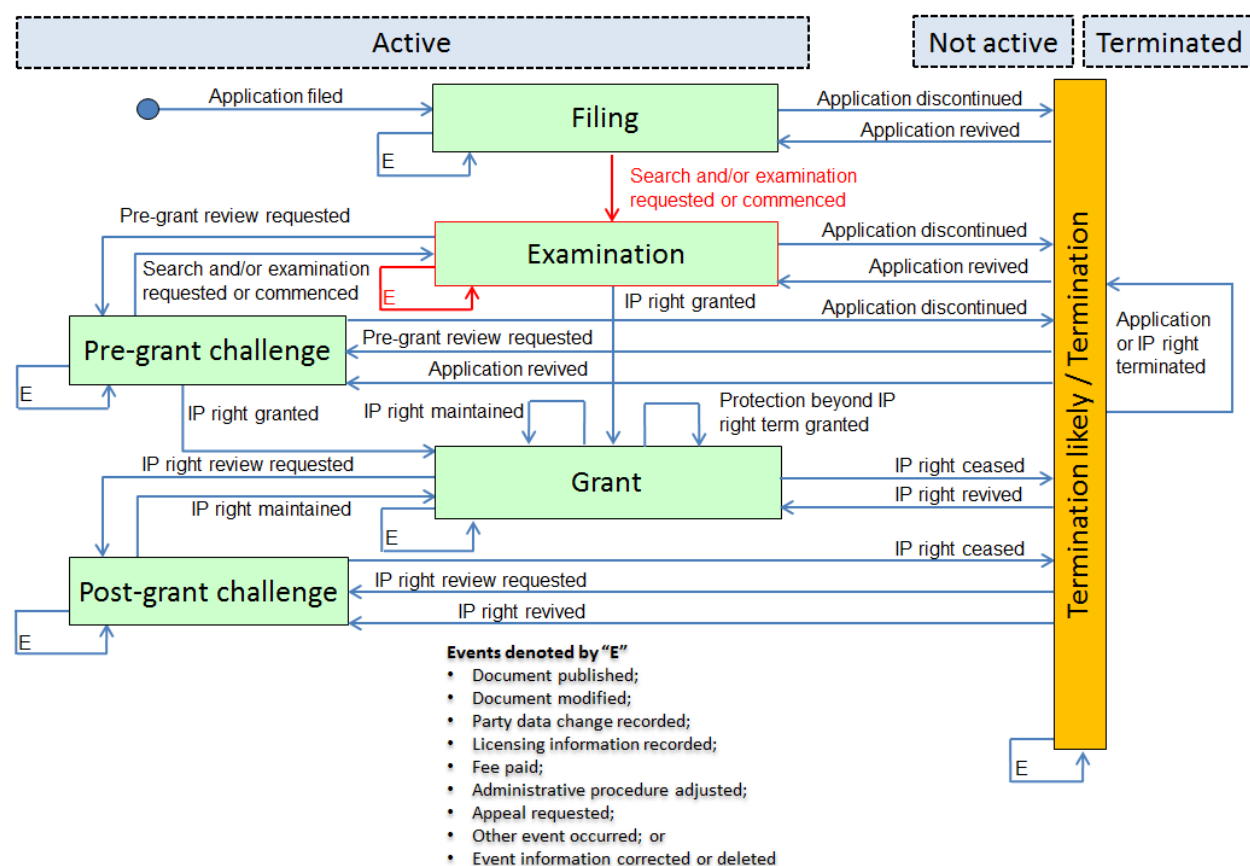 Active
Not active
Terminated
Application filed
Filing
Application discontinued
Application revived
E
Search and/or examination
requested or commenced
Pre-grant review requested
Examination
Application discontinued
Application revived
Search and/or examination
requested or commenced
E
IP right granted
Application discontinued
Pre-grant challenge
Pre-grant review requested
Application revived
E
Application
or IP right
terminated
Termination likely / Termination
IP right granted
IP right maintained
Protection beyond IP
right term granted
IP right review requested
Grant
IP right ceased
IP right revived
IP right maintained
E
IP right ceased
Post-grant challenge
IP right review requested
IP right revived
E
Events denoted by “E”
• Document published;
• Document modified;
• Party data change recorded;
• Licensing information recorded;
• Fee paid;
• Administrative procedure adjusted;
• Appeal requested;
• Other event occurred; or
• Event information corrected or deleted
E